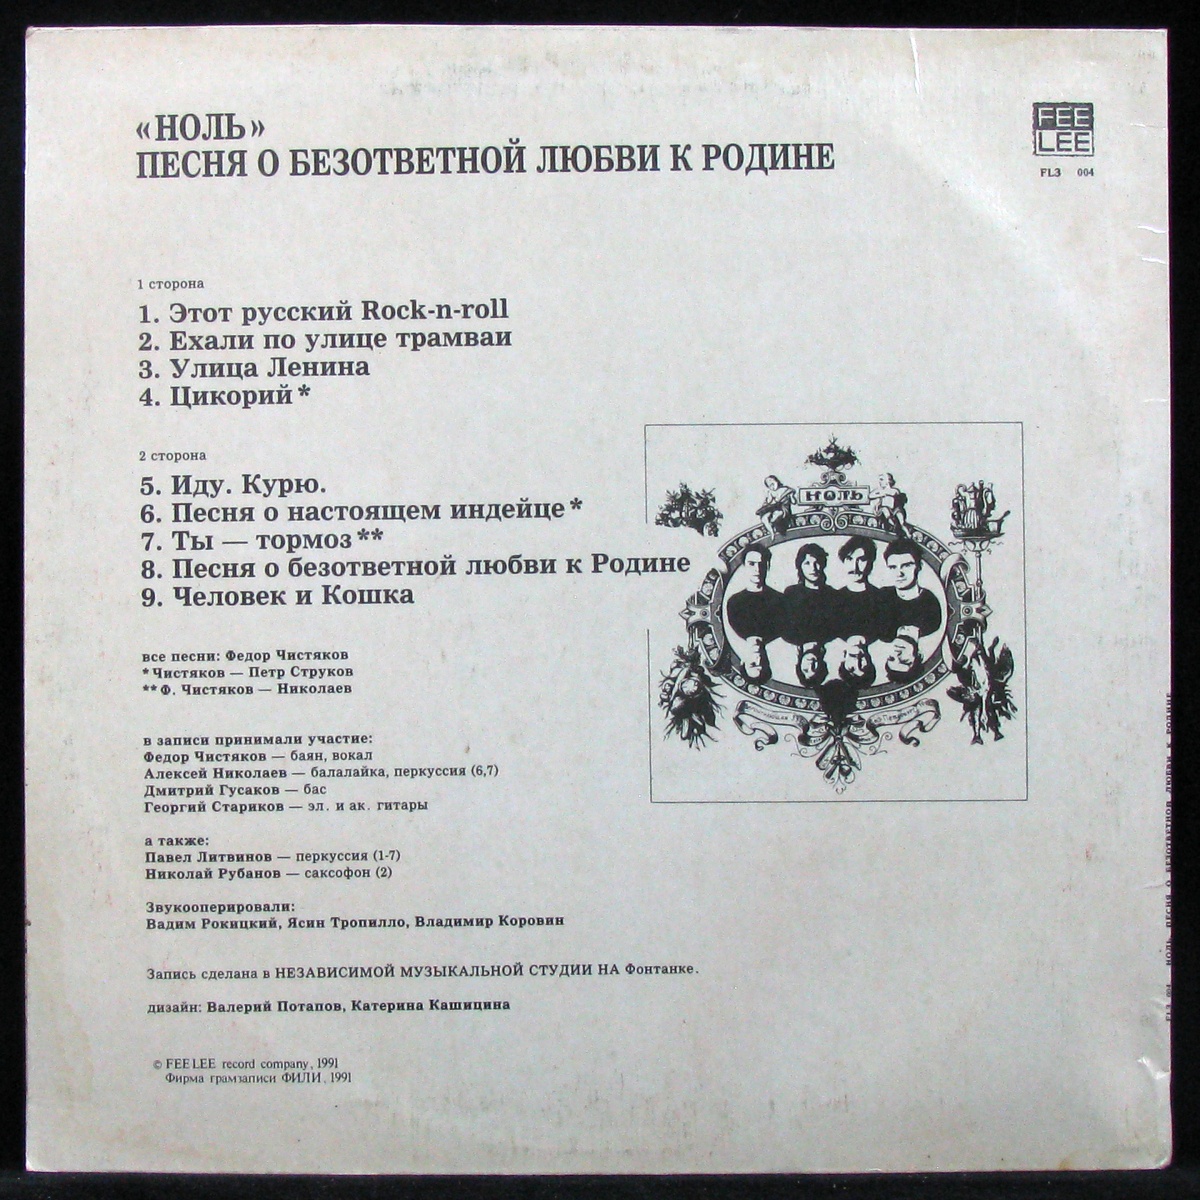 «НОЛЬ»
ПЕСНЯ О БЕЗОТВЕТНОЙ ЛЮБВИ К РОДИНЕ
FEE
LEE
FL3 004
1 сторона
1. Этот русский Rock-n-roll
2. Ехали по улице трамваи
3. Улица Ленина
4. Цикорий*
2 сторона
5. Иду. Курю.
6. Песня о настоящем индейце*
7. Ты — тормоз**
8. Песня о безответной любви к Родине
9. Человек и Кошка
НОЛЬ
все песни: Федор Чистяков
*Чистяков — Петр Струков
**Ф. Чистяков — Николаев
в записи принимали участие:
Федор Чистяков — баян, вокал
Алексей Николаев — балалайка, перкуссия (6,7)
Дмитрий Гусаков — бас
Георгий Стариков — эл. и ак. гитары
а также:
Павел Литвинов — перкуссия (1-7)
Николай Рубанов — саксофон (2)
Звукооперировали:
Вадим Рокицкий, Ясин Тропилло, Владимир Коровин
Запись сделана в НЕЗАВИСИМОЙ МУЗЫКАЛЬНОЙ СТУДИИ НА Фонтанке.
дизайн: Валерий Потапов, Катерина Кашицина
© FEELEE record company, 1991
Фирма грамзаписи ФИЛИ, 1991
FL3 004 НОЛЬ ПЕСНЯ О БЕЗОТВЕТНОЙ ЛЮБВИ К РОДИНЕ